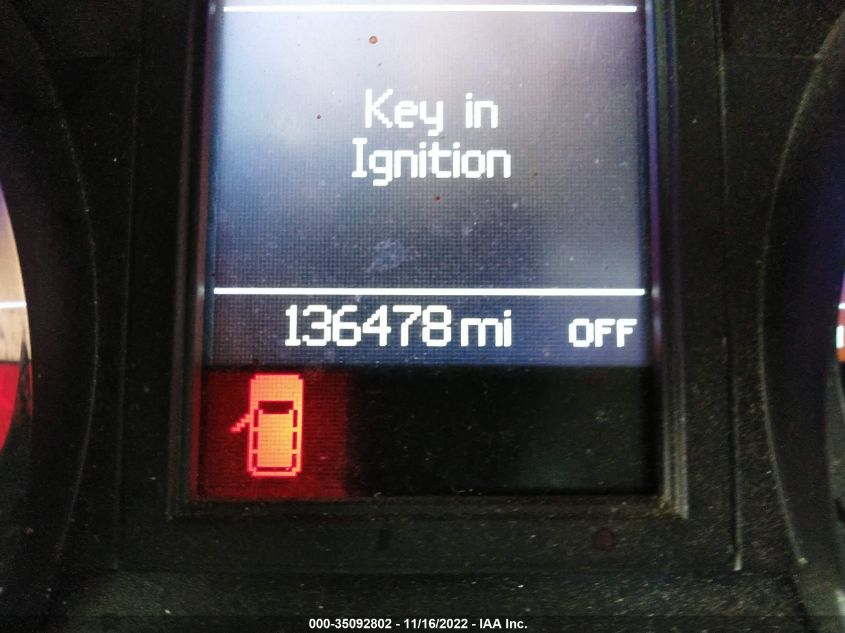 Key in
Ignition
136478 mi OFF
000-35092802 - 11/16/2022 - IAA Inc.